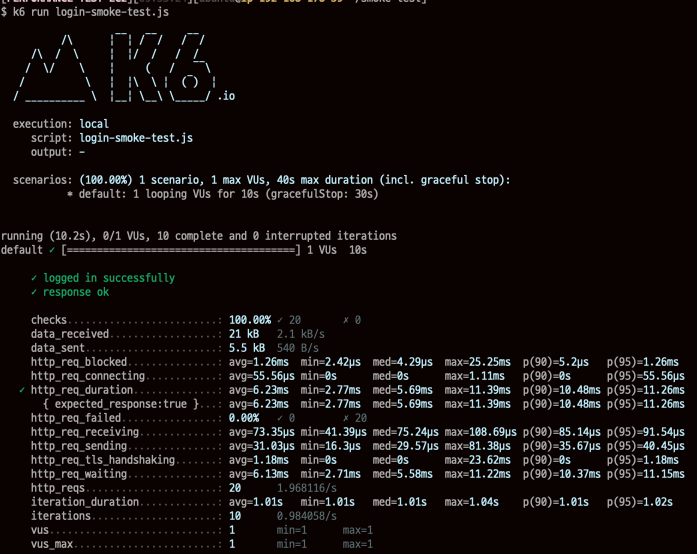 $ k6 run login-smoke-test.js
.io
execution: local
script: login-smoke-test.js
output: -
scenarios: (100.00%) 1 scenario, 1 max VUs, 40s max duration (incl. graceful stop):
* default: 1 looping VUs for 10s (gracefulStop: 30s)
running (10.2s), 0/1 VUs, 10 complete and 0 interrupted iterations
default ✓ [======================================] 1 VUs  10s
✓ logged in successfully
✓ response ok
checks.........................: 100.00% ✓ 20 ✗ 0
data_received..................: 21 kB 2.1 kB/s
data_sent......................: 5.5 kB 540 B/s
http_req_blocked...............: avg=1.26ms min=2.42µs med=4.29µs max=25.25ms p(90)=5.2µs p(95)=1.26ms
http_req_connecting............: avg=55.56µs min=0s med=0s max=1.11ms p(90)=0s p(95)=55.56µs
✓ http_req_duration..............: avg=6.23ms min=2.77ms med=5.69ms max=11.39ms p(90)=10.48ms p(95)=11.26ms
{ expected_response:true }...: avg=6.23ms min=2.77ms med=5.69ms max=11.39ms p(90)=10.48ms p(95)=11.26ms
http_req_failed................: 0.00% ✓ 0 ✗ 20
http_req_receiving.............: avg=73.35µs min=41.39µs med=75.24µs max=108.69µs p(90)=85.14µs p(95)=91.54µs
http_req_sending...............: avg=31.03µs min=16.3µs med=29.57µs max=81.38µs p(90)=35.67µs p(95)=40.45µs
http_req_tls_handshaking.......: avg=1.18ms min=0s med=0s max=23.62ms p(90)=0s p(95)=1.18ms
http_req_waiting...............: avg=6.13ms min=2.71ms med=5.58ms max=11.22ms p(90)=10.37ms p(95)=11.15ms
http_reqs......................: 20 1.968116/s
iteration_duration.............: avg=1.01s min=1.01s med=1.01s max=1.04s p(90)=1.01s p(95)=1.02s
iterations.....................: 10 0.984058/s
vus............................: 1 min=1 max=1
vus_max........................: 1 min=1 max=1